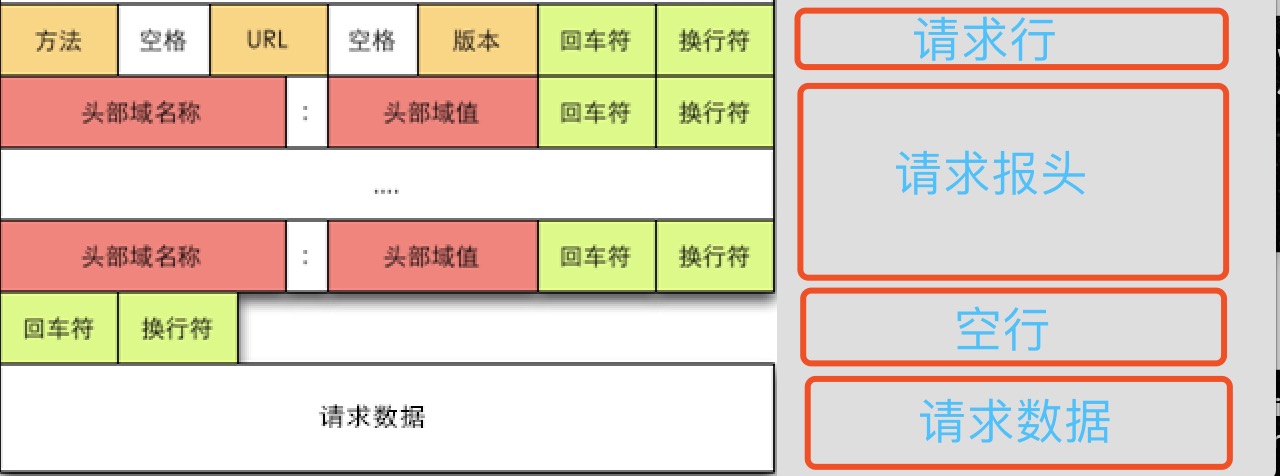 方法 空格 URL 空格 版本 回车符 换行符 请求行
头部域名称 : 头部域值 回车符 换行符
.... 请求报头
头部域名称 : 头部域值 回车符 换行符
回车符 换行符 空行
请求数据 请求数据